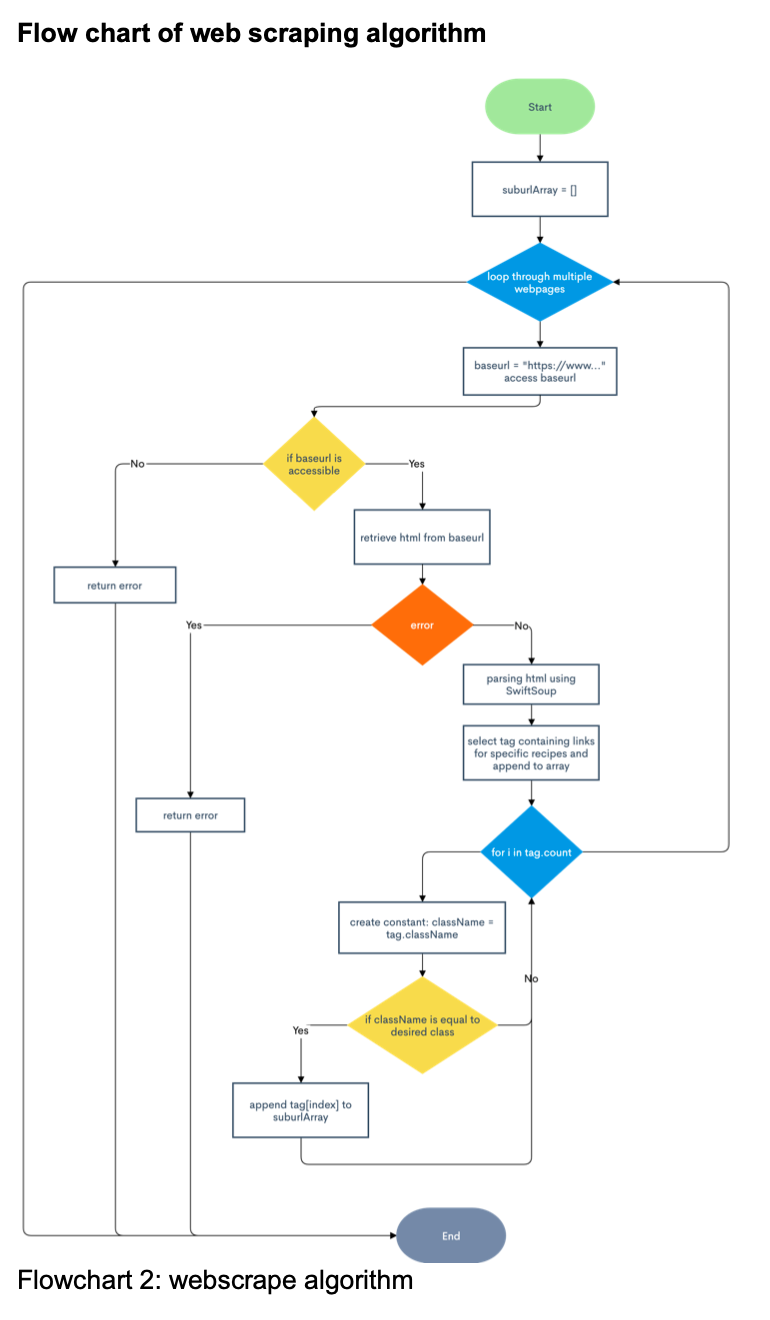 Flow chart of web scraping algorithm
Start
suburlArray = []
loop through multiple
webpages
baseurl = "https://www..."
access baseurl
if baseurl is
accessible
No
Yes
retrieve html from baseurl
return error
error
Yes
No
parsing html using
SwiftSoup
select tag containing links
for specific recipes and
append to array
return error
for i in tag.count
create constant: className =
tag.className
No
if className is equal to
desired class
Yes
append tag[index] to
suburlArray
End
Flowchart 2: webscrape algorithm